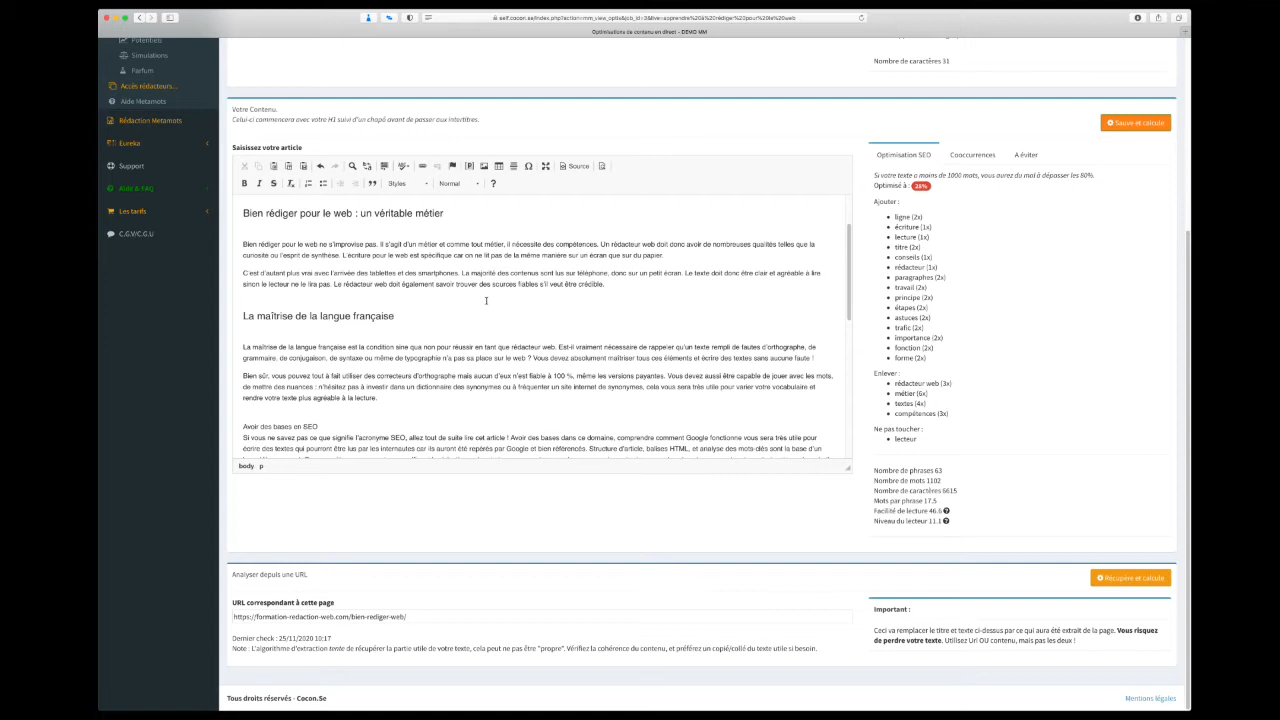 self.cocon.se/index.php?action=mm_view_optis&jcb_id=3&live=apprendre%20à%20rédiger%20pour%20le%20web
Optimisations de contenu en direct - DEMO MM
Potentiels
Simulations
Parfum
Accès rédacteurs...
Aide Metamots
Rédaction Metamots
Eureka
Support
Aide & FAQ
Les tarifs
C.G.V/C.G.U
Nombre de caractères 31
Votre Contenu.
Celui-ci commencera avec votre H1 suivi d'un chapô avant de passer aux intertitres.
Sauve et calcule
Saisissez votre article
Source
Styles
Normal
Bien rédiger pour le web : un véritable métier
Bien rédiger pour le web ne s'improvise pas. Il s'agit d'un métier et comme tout métier, il nécessite des compétences. Un rédacteur web doit donc avoir de nombreuses qualités telles que la
curiosité ou l'esprit de synthèse. L'écriture pour le web est spécifique car on ne lit pas de la même manière sur un écran que sur du papier.
C'est d'autant plus vrai avec l'arrivée des tablettes et des smartphones. La majorité des contenus sont lus sur téléphone, donc sur un petit écran. Le texte doit donc être clair et agréable à lire
sinon le lecteur ne le lira pas. Le rédacteur web doit également savoir trouver des sources fiables s'il veut être crédible.
La maîtrise de la langue française
La maîtrise de la langue française est la condition sine qua non pour réussir en tant que rédacteur web. Est-il vraiment nécessaire de rappeler qu'un texte rempli de fautes d'orthographe, de
grammaire, de conjugaison, de syntaxe ou même de typographie n'a pas sa place sur le web ? Vous devez absolument maîtriser tous ces éléments et écrire des textes sans aucune faute !
Bien sûr, vous pouvez tout à fait utiliser des correcteurs d'orthographe mais aucun d'eux n'est fiable à 100 %, même les versions payantes. Vous devez aussi être capable de jouer avec les mots,
de mettre des nuances : n'hésitez pas à investir dans un dictionnaire des synonymes ou à fréquenter un site internet de synonymes, cela vous sera très utile pour varier votre vocabulaire et
rendre votre texte plus agréable à la lecture.
Avoir des bases en SEO
Si vous ne savez pas ce que signifie l'acronyme SEO, allez tout de suite lire cet article ! Avoir des bases dans ce domaine, comprendre comment Google fonctionne vous sera très utile pour
écrire des textes qui pourront être lus par les internautes car ils auront été repérés par Google et bien référencés. Structure d'article, balises HTML, et analyse des mots-clés sont la base d'un
body p
Optimisation SEO
Cooccurrences
A éviter
Si votre texte a moins de 1000 mots, vous aurez du mal à dépasser les 80%.
Optimisé à : 28%
Ajouter :
ligne (2x)
écriture (1x)
lecture (1x)
titre (2x)
conseils (1x)
rédacteur (1x)
paragraphes (2x)
travail (2x)
principe (2x)
étapes (2x)
astuces (2x)
trafic (2x)
importance (2x)
fonction (2x)
forme (2x)
Enlever :
rédacteur web (3x)
métier (6x)
textes (4x)
compétences (3x)
Ne pas toucher :
lecteur
Nombre de phrases 63
Nombre de mots 1102
Nombre de caractères 6615
Mots par phrase 17.5
Facilité de lecture 46.6
Niveau du lecteur 11.1
Analyser depuis une URL
Récupère et calcule
URL correspondant à cette page
https://formation-redaction-web.com/bien-rediger-web/
Dernier check : 25/11/2020 10:17
Note : L'algorithme d'extraction tente de récupérer la partie utile de votre texte, cela peut ne pas être "propre". Vérifiez la cohérence du contenu, et préférez un copié/collé du texte utile si besoin.
Important :
Ceci va remplacer le titre et texte ci-dessus par ce qui aura été extrait de la page. Vous risquez
de perdre votre texte. Utilisez Url OU contenu, mais pas les deux !
Tous droits réservés - Cocon.Se
Mentions légales